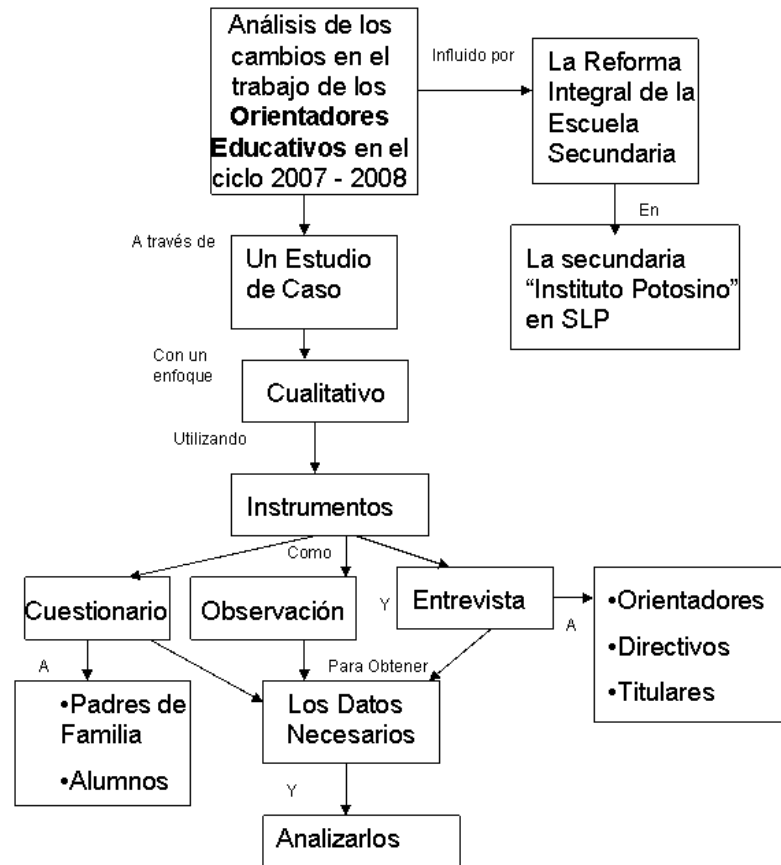 Análisis de los
cambios en el
trabajo de los
Orientadores
Educativos en el
ciclo 2007 - 2008
Influido por
La Reforma
Integral de la
Escuela
Secundaria
En
La secundaria
“Instituto Potosino”
en SLP
A través de
Un Estudio
de Caso
Con un
enfoque
Cualitativo
Utilizando
Instrumentos
Como
Cuestionario
Observación
Y
Entrevista
A
•Orientadores
•Directivos
•Titulares
A
•Padres de
Familia
•Alumnos
Para Obtener
Los Datos
Necesarios
Y
Analizarlos